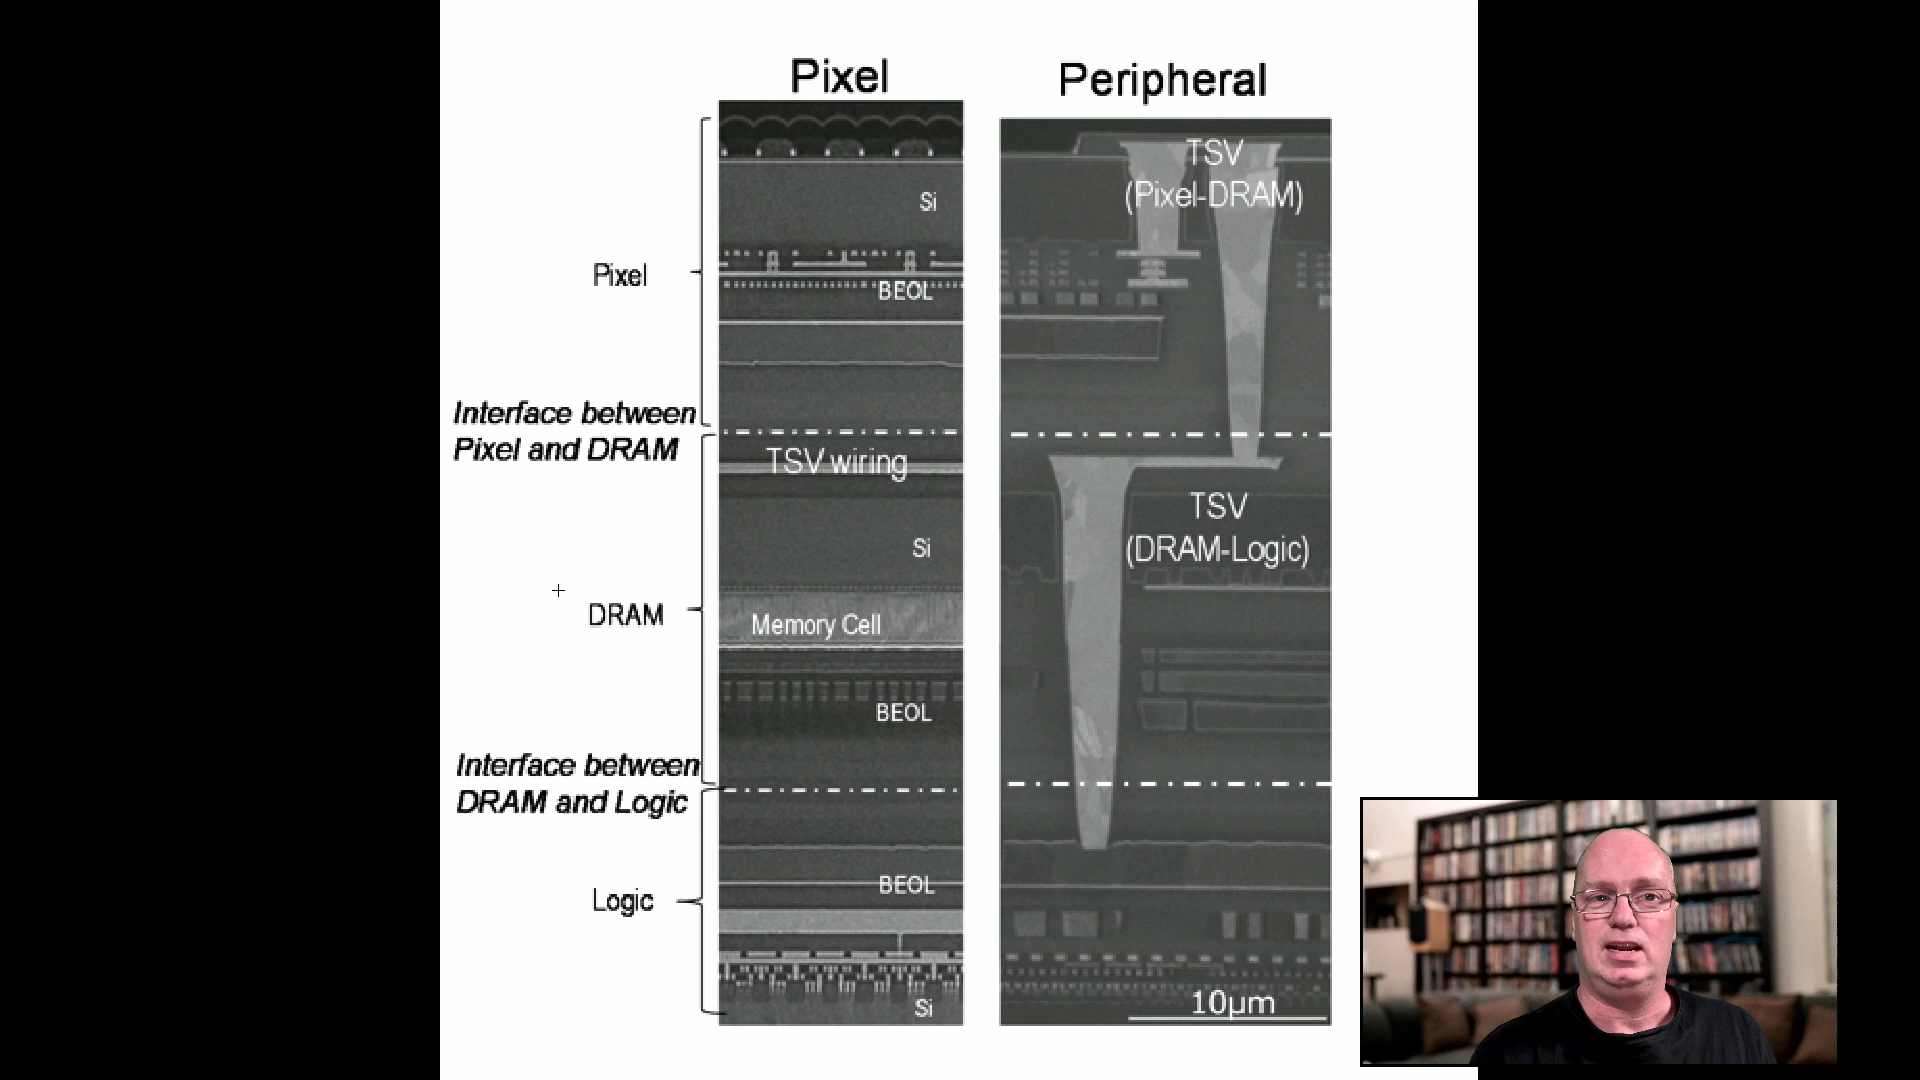 Pixel
Peripheral
TSV
(Pixel-DRAM)
Si
Pixel
BEOL
Interface between
Pixel and DRAM
TSV wiring
TSV
(DRAM-Logic)
Si
DRAM
Memory Cell
BEOL
Interface between
DRAM and Logic
BEOL
Logic
Si
10µm